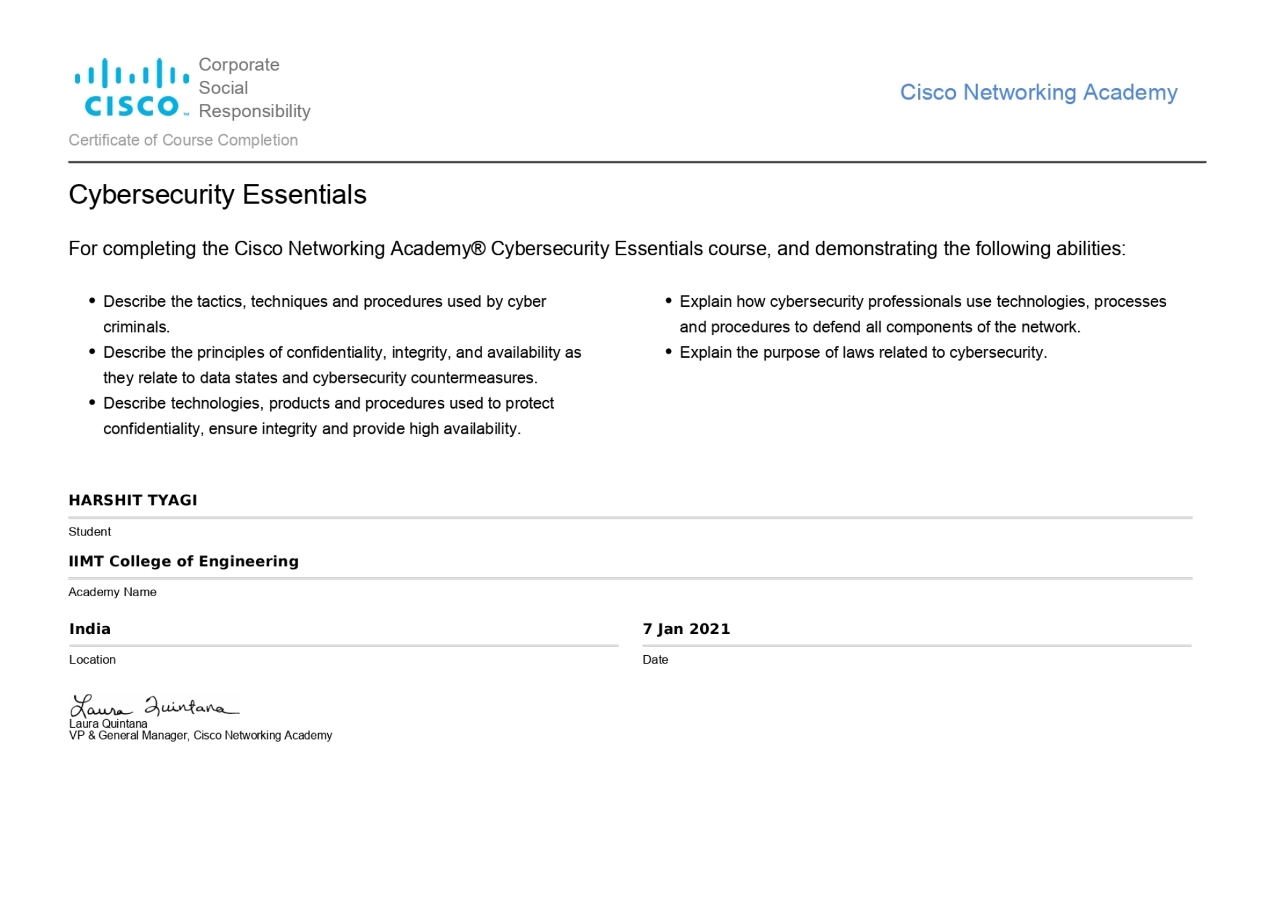 Corporate
Social
Responsibility
CISCO™
Cisco Networking Academy
Certificate of Course Completion
Cybersecurity Essentials
For completing the Cisco Networking Academy® Cybersecurity Essentials course, and demonstrating the following abilities:
• Describe the tactics, techniques and procedures used by cyber
criminals.
• Describe the principles of confidentiality, integrity, and availability as
they relate to data states and cybersecurity countermeasures.
• Describe technologies, products and procedures used to protect
confidentiality, ensure integrity and provide high availability.
• Explain how cybersecurity professionals use technologies, processes
and procedures to defend all components of the network.
• Explain the purpose of laws related to cybersecurity.
HARSHIT TYAGI
Student
IIMT College of Engineering
Academy Name
India
Location
7 Jan 2021
Date
Laura Quintana
Laura Quintana
VP & General Manager, Cisco Networking Academy